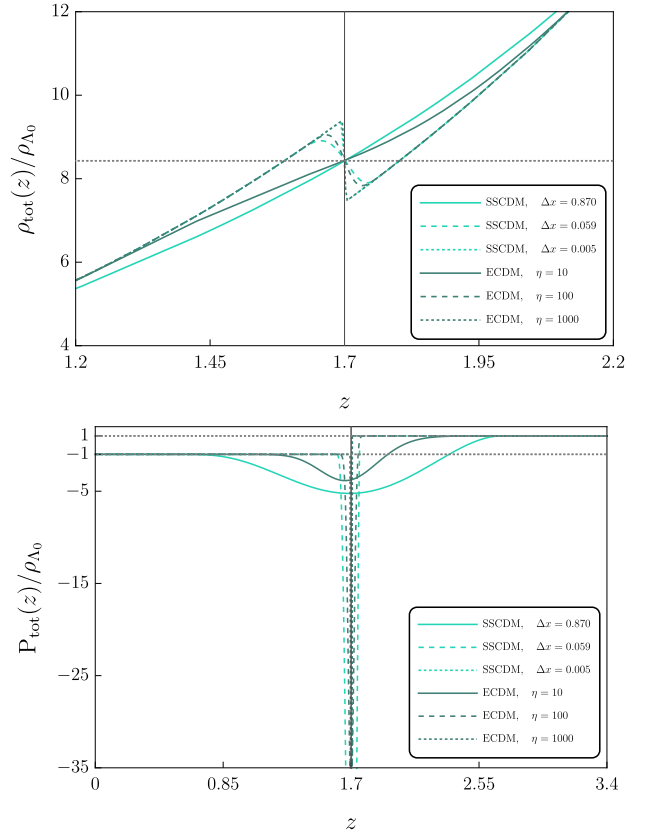 12
10
8
6
4
ρtot(z)/ρΛ0
SSCDM, Δx = 0.870
SSCDM, Δx = 0.059
SSCDM, Δx = 0.005
ECDM, η = 10
ECDM, η = 100
ECDM, η = 1000
1.2 1.45 1.7 1.95 2.2
z
1
−1
−5
−15
−25
−35
Ptot(z)/ρΛ0
SSCDM, Δx = 0.870
SSCDM, Δx = 0.059
SSCDM, Δx = 0.005
ECDM, η = 10
ECDM, η = 100
ECDM, η = 1000
0 0.85 1.7 2.55 3.4
z